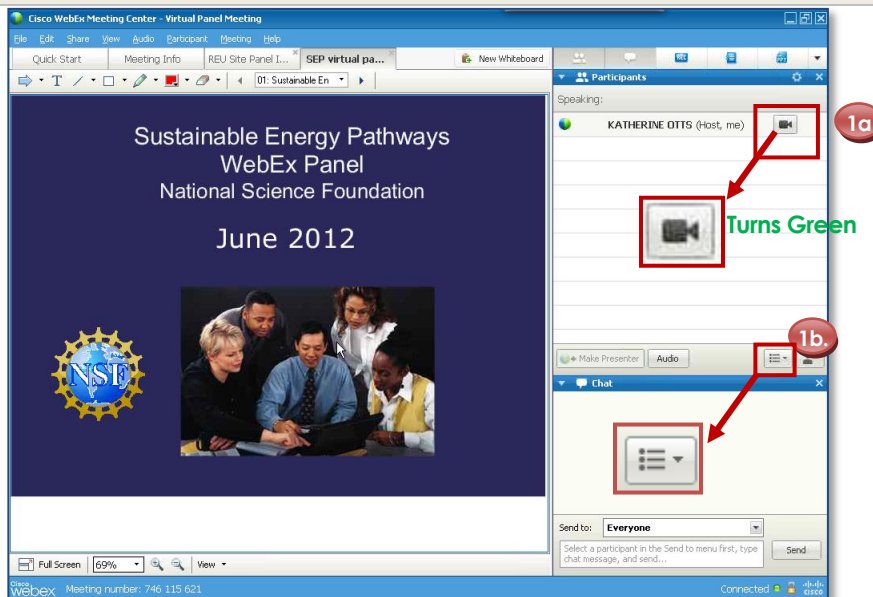 Cisco WebEx Meeting Center - Virtual Panel Meeting
File Edit Share View Audio Participant Meeting Help
Quick Start Meeting Info REU Site Panel I... SEP virtual pa... New Whiteboard
T 01: Sustainable En
Participants
Speaking:
KATHERINE OTTS (Host, me)
1a
Turns Green
Sustainable Energy Pathways
WebEx Panel
National Science Foundation
June 2012
NSF
1b.
Make Presenter Audio
Chat
Send to: Everyone
Select a participant in the Send to menu first, type
chat message, and send...
Send
Full Screen 69% View
Cisco
webex Meeting number: 746 115 621 Connected
CISCO